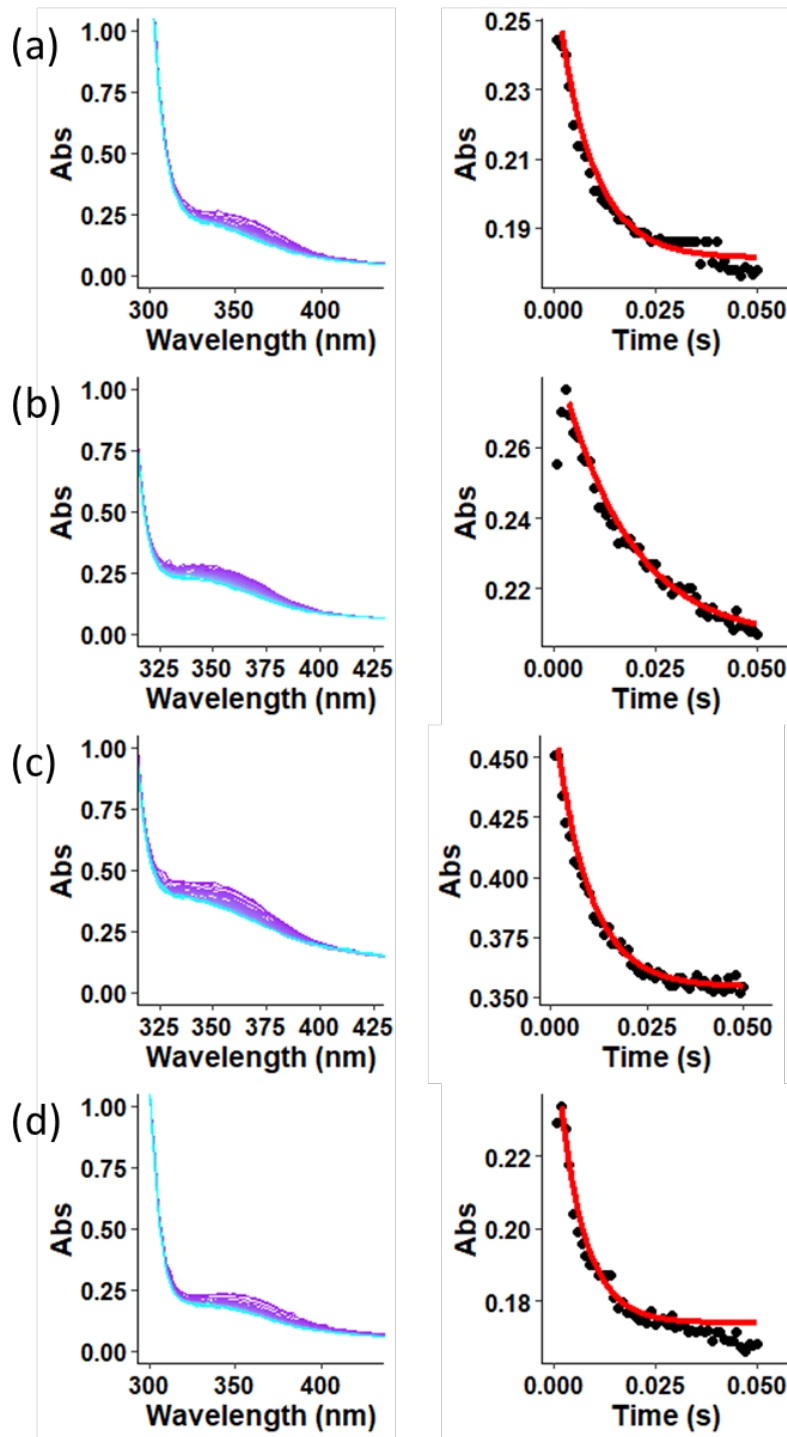 (a)
Abs
1.00
0.75
0.50
0.25
0.00
300 350 400
Wavelength (nm)
Abs
0.25
0.23
0.21
0.19
0.000 0.025 0.050
Time (s)
(b)
Abs
1.00
0.75
0.50
0.25
0.00
325 350 375 400 425
Wavelength (nm)
Abs
0.26
0.24
0.22
0.000 0.025 0.050
Time (s)
(c)
Abs
1.00
0.75
0.50
0.25
0.00
325 350 375 400 425
Wavelength (nm)
Abs
0.450
0.425
0.400
0.375
0.350
0.000 0.025 0.050
Time (s)
(d)
Abs
1.00
0.75
0.50
0.25
0.00
300 350 400
Wavelength (nm)
Abs
0.22
0.20
0.18
0.000 0.025 0.050
Time (s)